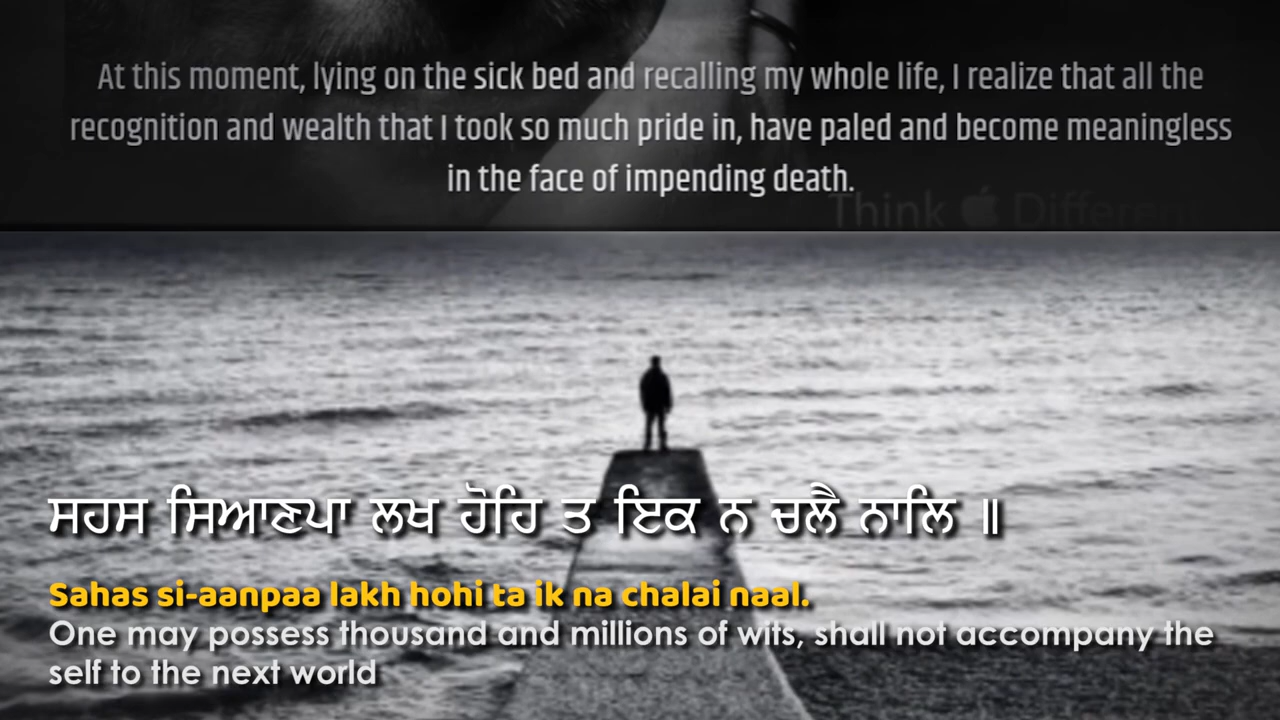 At this moment, lying on the sick bed and recalling my whole life, I realize that all the
recognition and wealth that I took so much pride in, have paled and become meaningless
in the face of impending death.
Think Different
ਸਹਸ ਸਿਆਣਪਾ ਲਖ ਹੋਹਿ ਤ ਇਕ ਨ ਚਲੈ ਨਾਲਿ ॥
Sahas si-aanpaa lakh hohi ta ik na chalai naal.
One may possess thousand and millions of wits, shall not accompany the
self to the next world